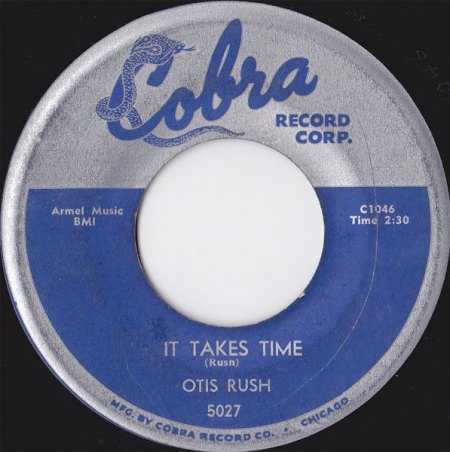 Cobra
RECORD
CORP.
Armel Music
BMI
C1046
Time 2:30
IT TAKES TIME
(Rush)
OTIS RUSH
5027
MFG. BY COBRA RECORD CO. • CHICAGO